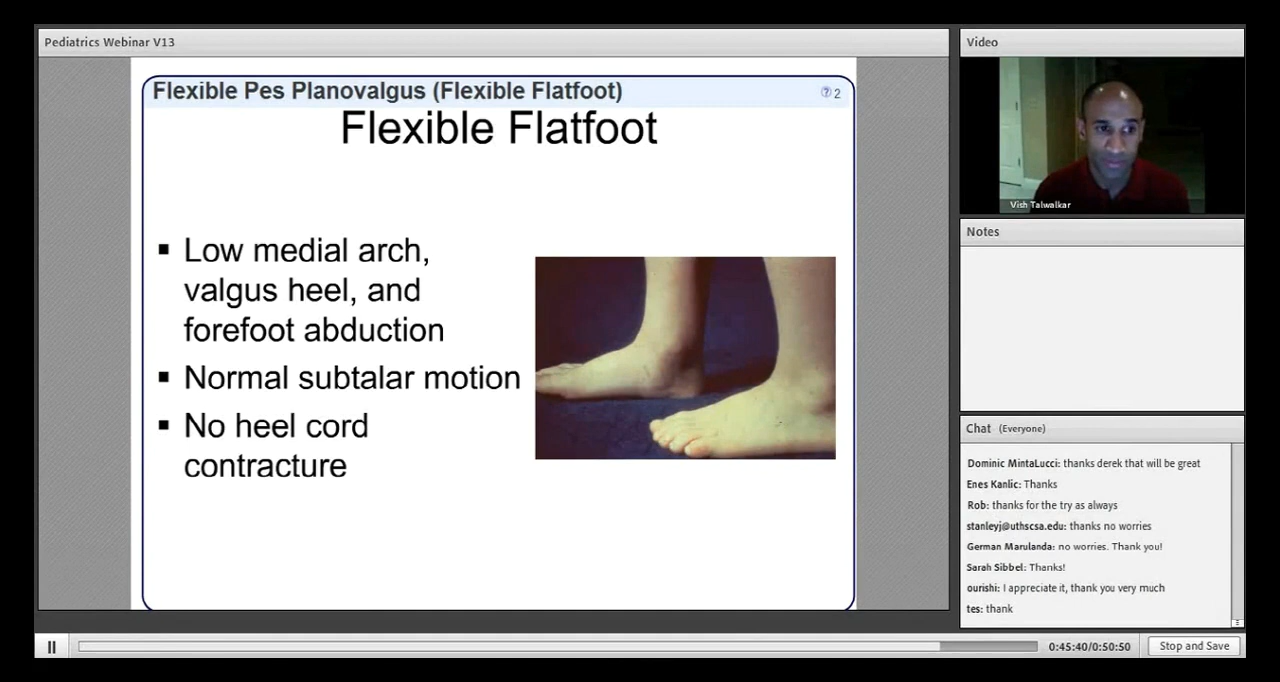 Pediatrics Webinar V13
Flexible Pes Planovalgus (Flexible Flatfoot)
2
Flexible Flatfoot
▪ Low medial arch,
valgus heel, and
forefoot abduction
▪ Normal subtalar motion
▪ No heel cord
contracture
Video
Vish Talwalkar
Notes
Chat (Everyone)
Dominic MintaLucci: thanks derek that will be great
Enes Kanlic: Thanks
Rob: thanks for the try as always
stanleyj@uthscsa.edu: thanks no worries
German Marulanda: no worries. Thank you!
Sarah Sibbel: Thanks!
ourishi: I appreciate it, thank you very much
tes: thank
0:45:40/0:50:50
Stop and Save